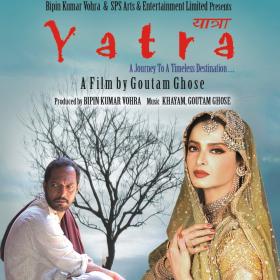 Bipin Kumar Vohra & SPS Arts & Entertainment Limited Presents
यात्रा
Yatra
A Journey To A Timeless Destination....
A Film by Goutam Ghose
Produced by BIPIN KUMAR VOHRA Music KHAYAM, GOUTAM GHOSE